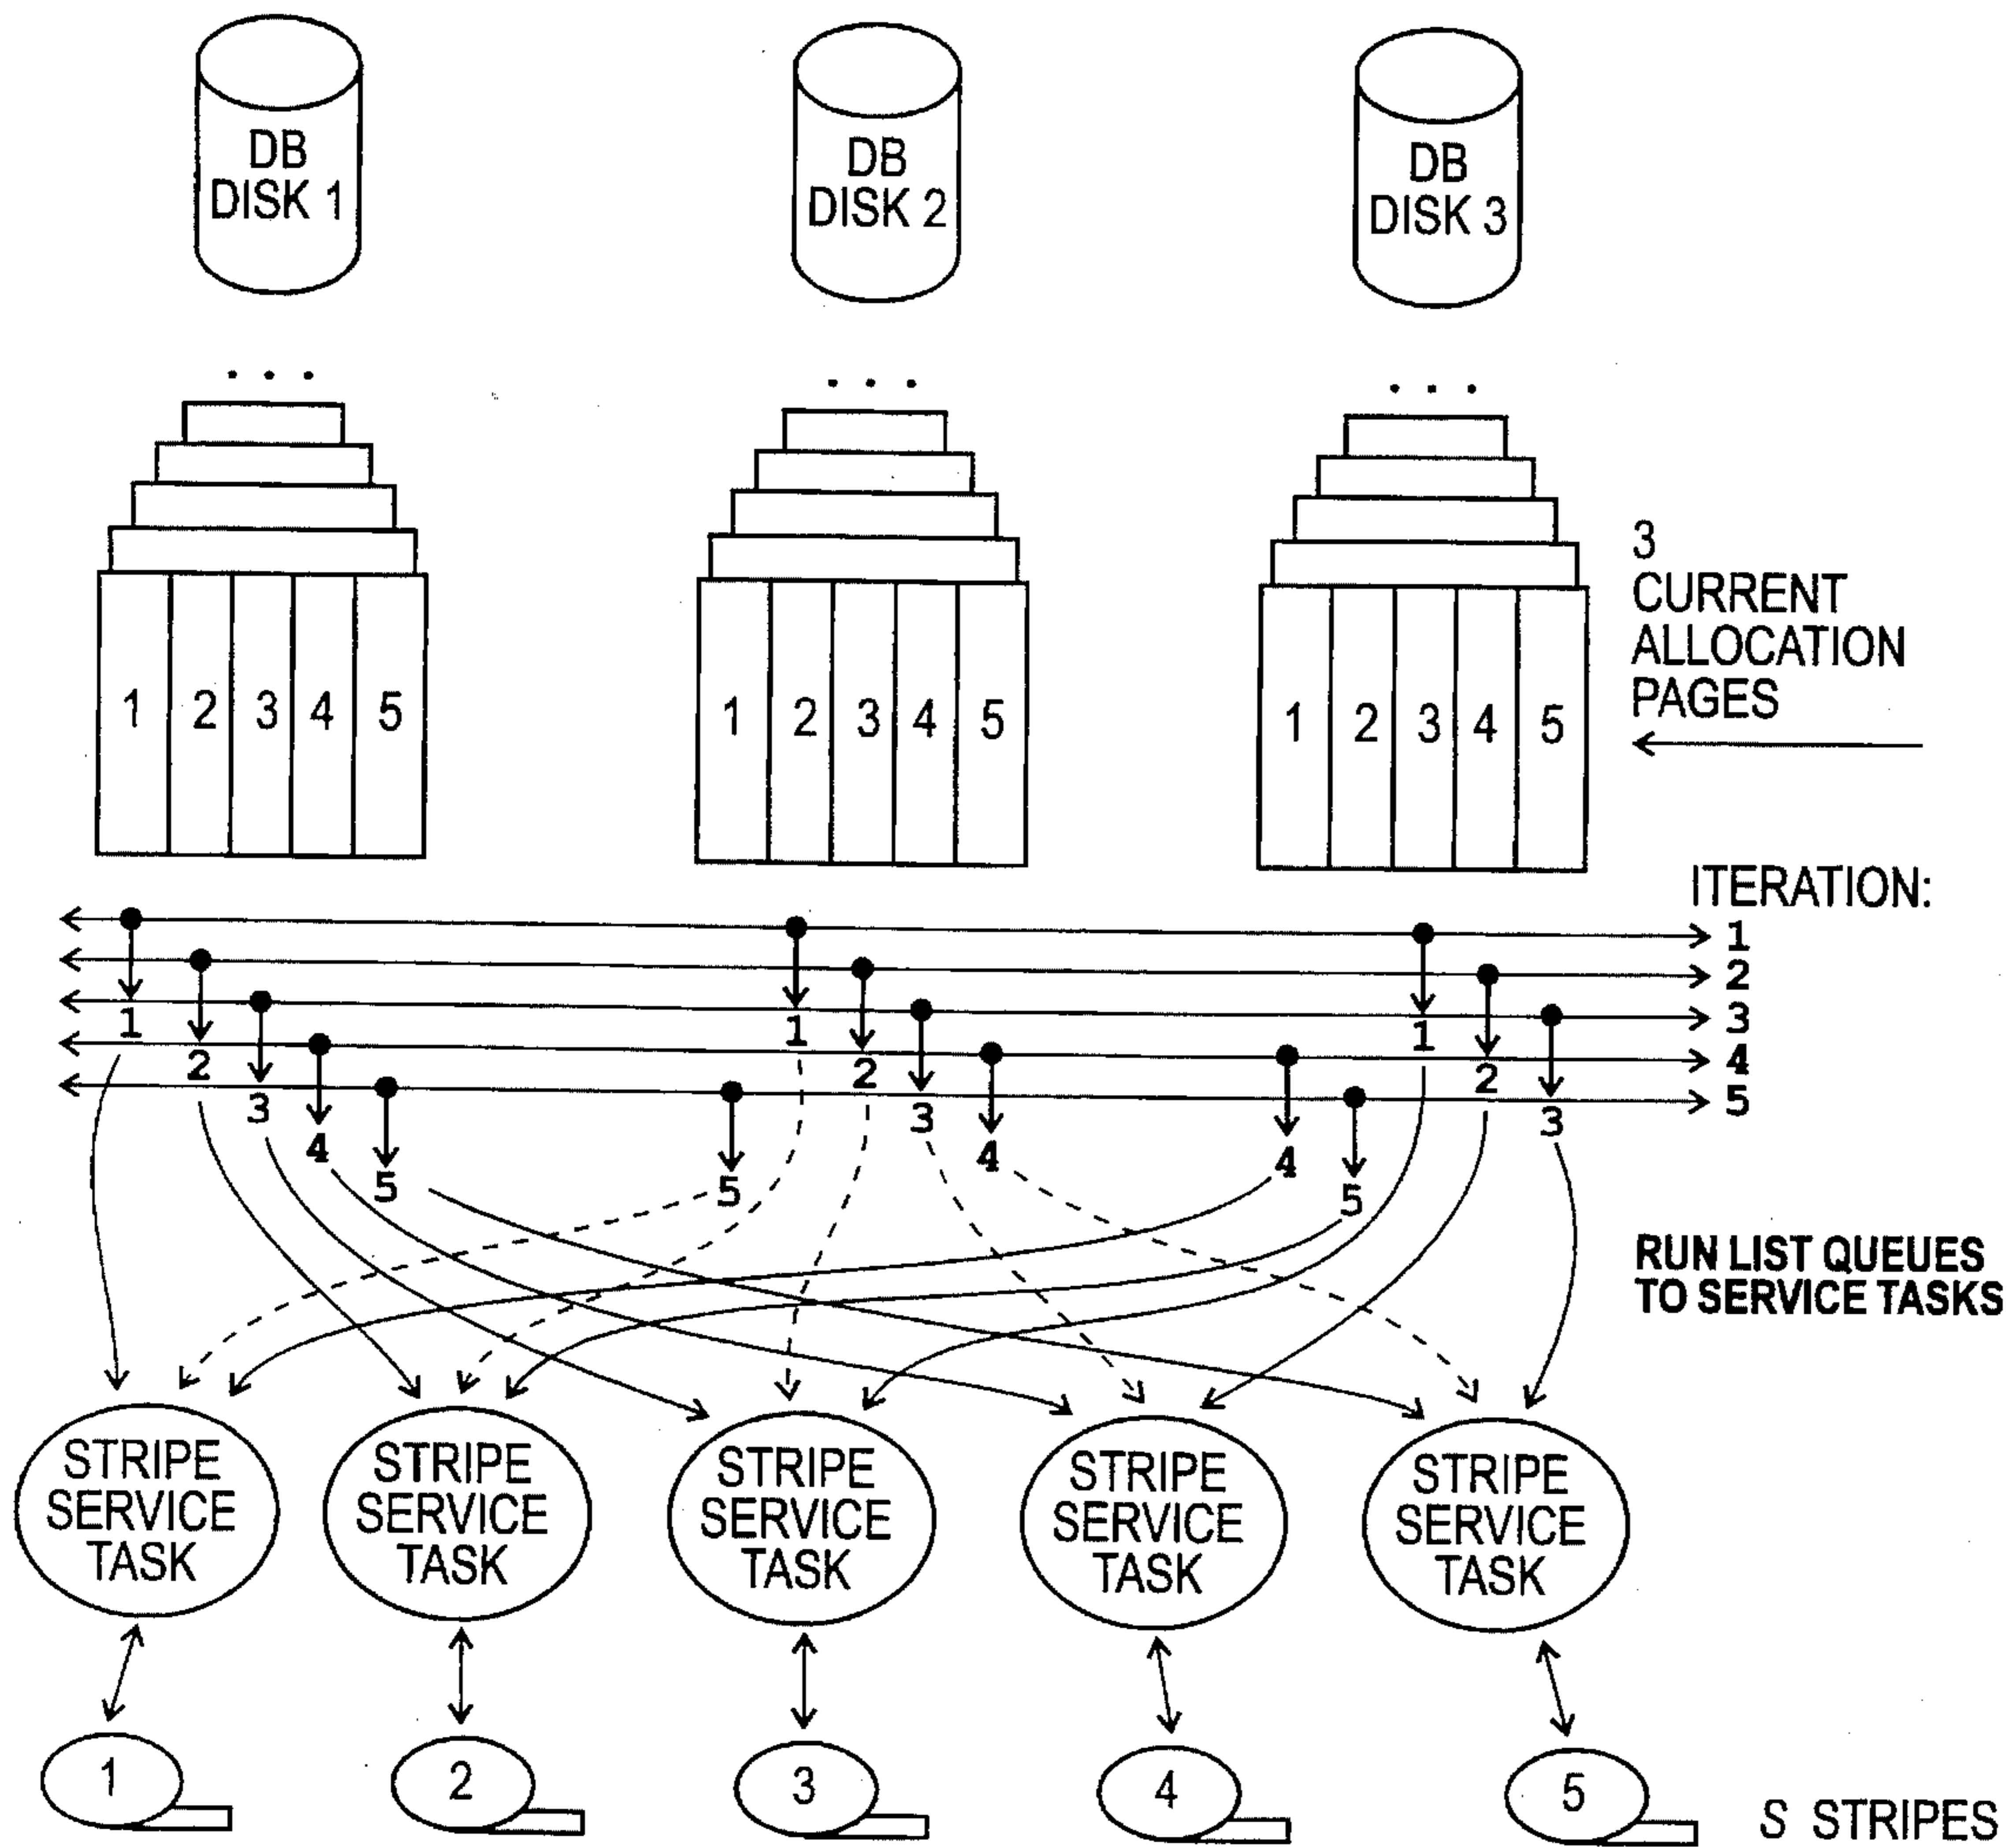 DB
DISK 1
DB
DISK 2
DB
DISK 3
. . .
. . .
. . .
3
CURRENT
ALLOCATION
PAGES
1 2 3 4 5
1 2 3 4 5
1 2 3 4 5
ITERATION:
1
2
3
4
5
1
2
3
4
5
1
2
3
4
5
1
2
3
4
5
RUN LIST QUEUES
TO SERVICE TASKS
STRIPE
SERVICE
TASK
STRIPE
SERVICE
TASK
STRIPE
SERVICE
TASK
STRIPE
SERVICE
TASK
STRIPE
SERVICE
TASK
1
2
3
4
5
S STRIPES